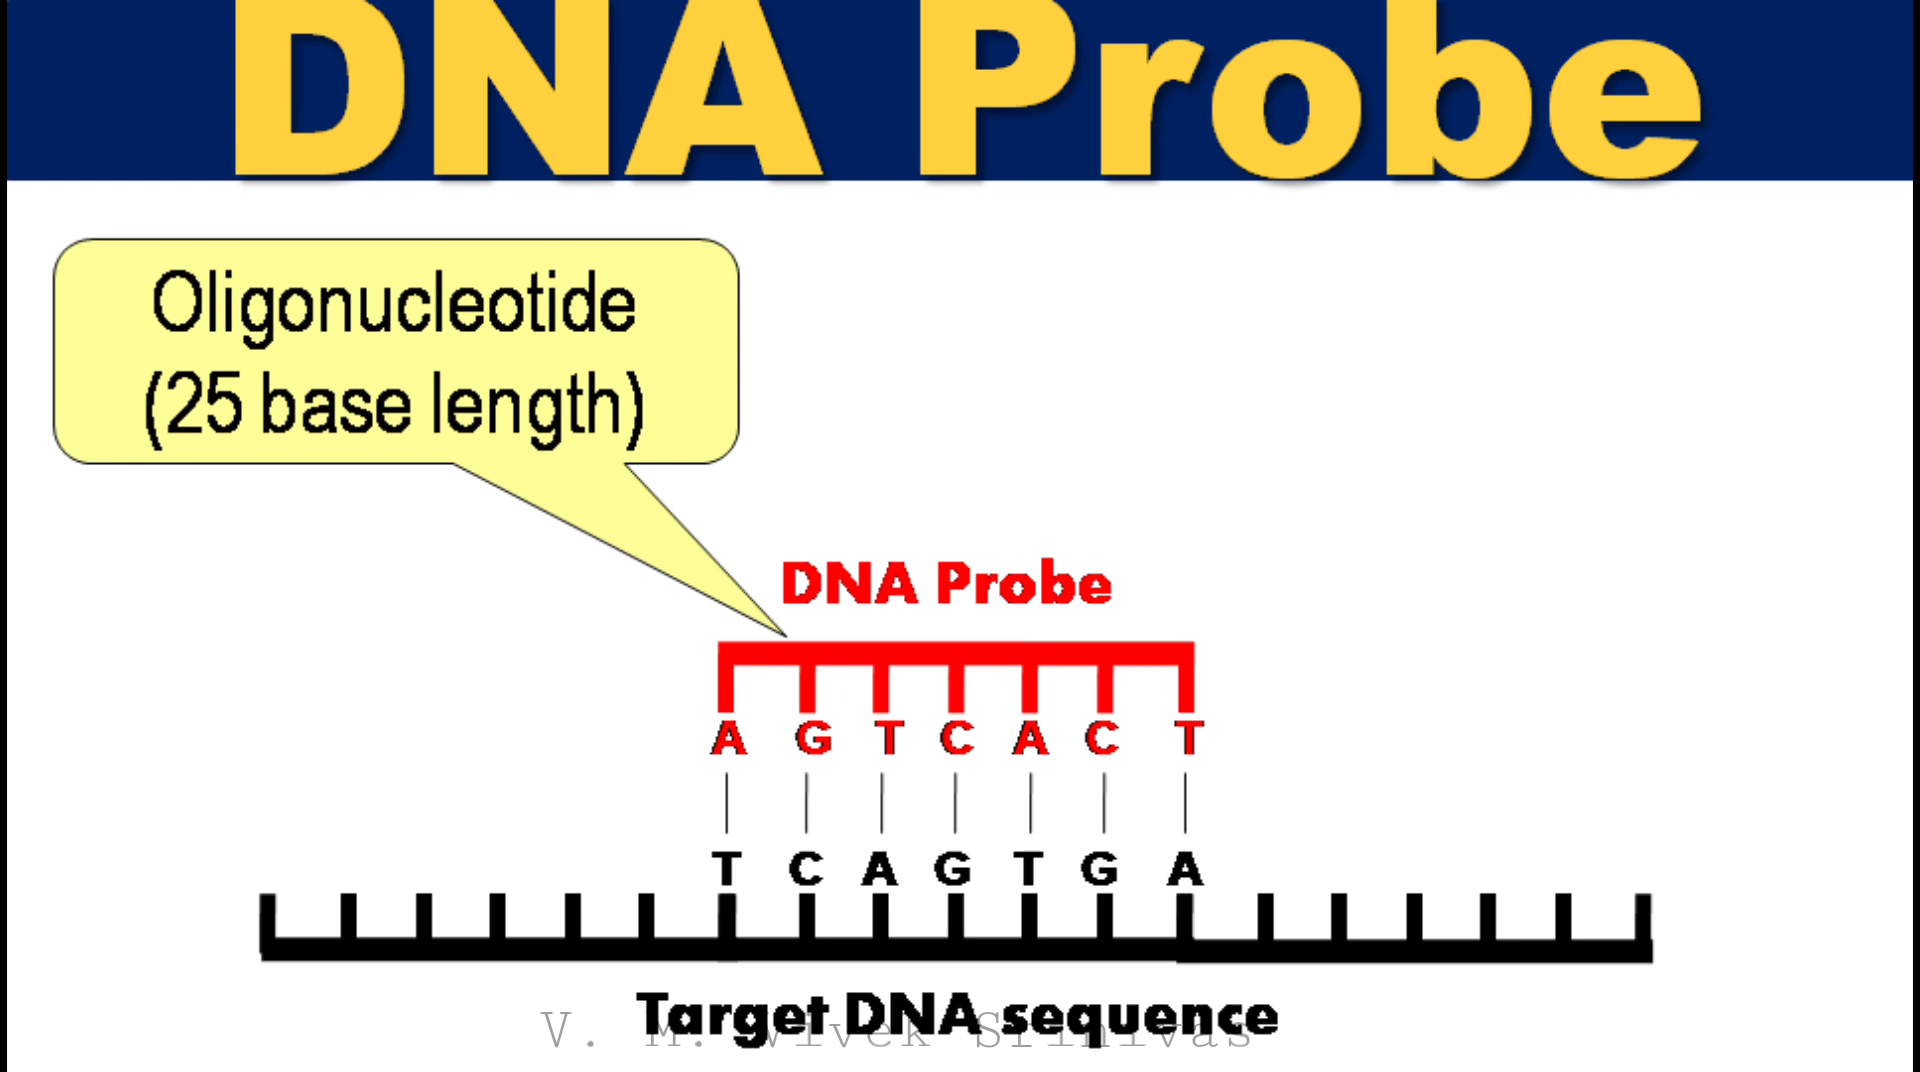 DNA Probe
Oligonucleotide
(25 base length)
DNA Probe
A G T C A C T
T C A G T G A
Target DNA sequence
V. M. Vivek Srinivas